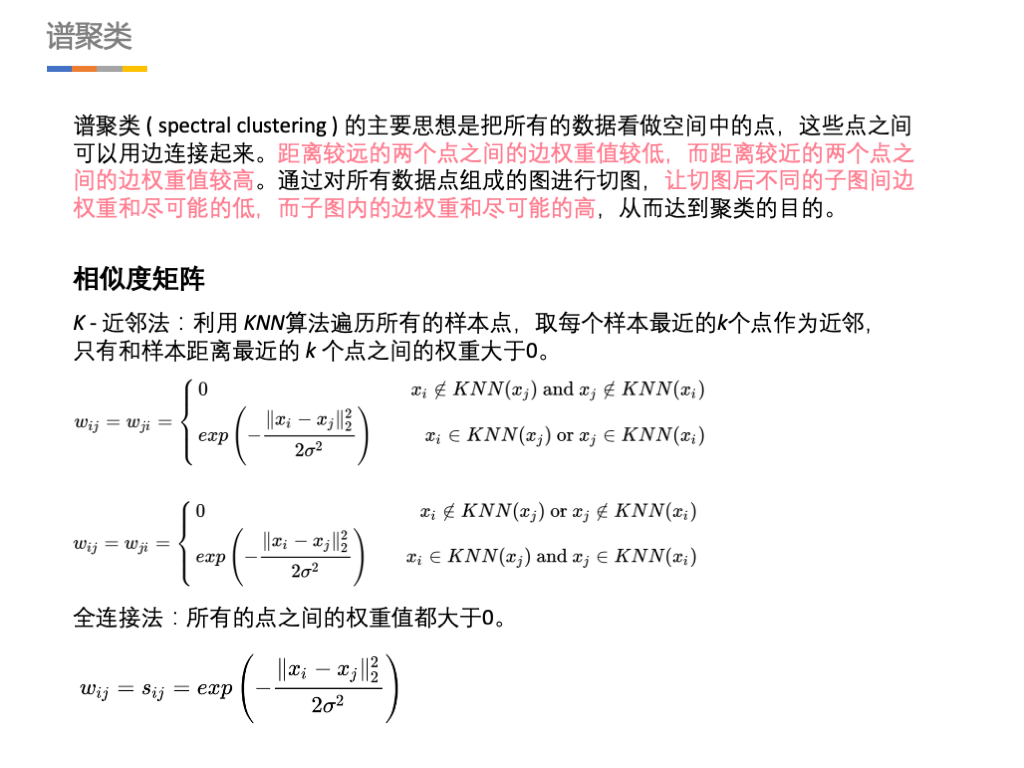 谱聚类
谱聚类 ( spectral clustering ) 的主要思想是把所有的数据看做空间中的点，这些点之间
可以用边连接起来。距离较远的两个点之间的边权重值较低，而距离较近的两个点之
间的边权重值较高。通过对所有数据点组成的图进行切图，让切图后不同的子图间边
权重和尽可能的低，而子图内的边权重和尽可能的高，从而达到聚类的目的。
相似度矩阵
K - 近邻法：利用 KNN算法遍历所有的样本点，取每个样本最近的k个点作为近邻，
只有和样本距离最近的 k 个点之间的权重大于0。
$w_{ij} = w_{ji} = \begin{cases} 0 & x_i \notin KNN(x_j) \text{ and } x_j \notin KNN(x_i) \\ exp\left(-\frac{\|x_i - x_j\|_2^2}{2\sigma^2}\right) & x_i \in KNN(x_j) \text{ or } x_j \in KNN(x_i) \end{cases}$
$w_{ij} = w_{ji} = \begin{cases} 0 & x_i \notin KNN(x_j) \text{ or } x_j \notin KNN(x_i) \\ exp\left(-\frac{\|x_i - x_j\|_2^2}{2\sigma^2}\right) & x_i \in KNN(x_j) \text{ and } x_j \in KNN(x_i) \end{cases}$
全连接法：所有的点之间的权重值都大于0。
$w_{ij} = s_{ij} = exp\left(-\frac{\|x_i - x_j\|_2^2}{2\sigma^2}\right)$